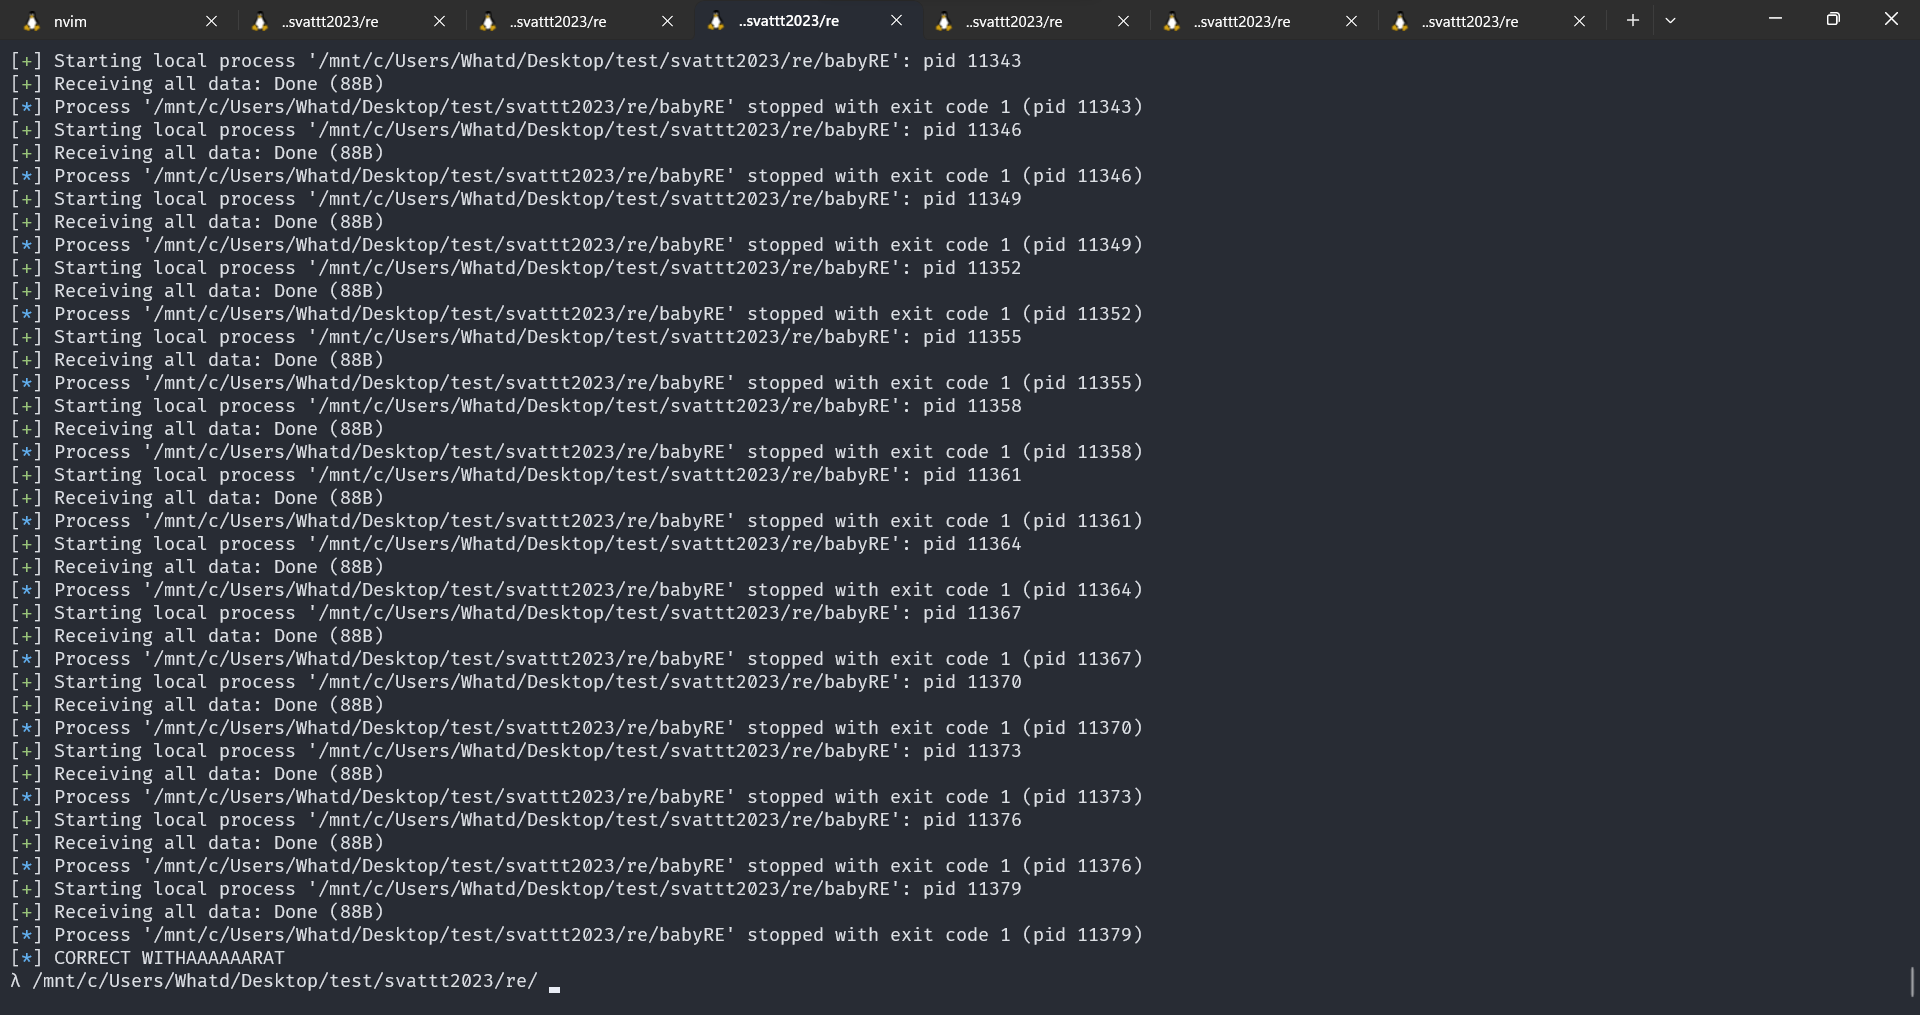 nvim ..svattt2023/re ..svattt2023/re ..svattt2023/re ..svattt2023/re ..svattt2023/re ..svattt2023/re
[+] Starting local process '/mnt/c/Users/Whatd/Desktop/test/svattt2023/re/babyRE': pid 11343
[+] Receiving all data: Done (88B)
[*] Process '/mnt/c/Users/Whatd/Desktop/test/svattt2023/re/babyRE' stopped with exit code 1 (pid 11343)
[+] Starting local process '/mnt/c/Users/Whatd/Desktop/test/svattt2023/re/babyRE': pid 11346
[+] Receiving all data: Done (88B)
[*] Process '/mnt/c/Users/Whatd/Desktop/test/svattt2023/re/babyRE' stopped with exit code 1 (pid 11346)
[+] Starting local process '/mnt/c/Users/Whatd/Desktop/test/svattt2023/re/babyRE': pid 11349
[+] Receiving all data: Done (88B)
[*] Process '/mnt/c/Users/Whatd/Desktop/test/svattt2023/re/babyRE' stopped with exit code 1 (pid 11349)
[+] Starting local process '/mnt/c/Users/Whatd/Desktop/test/svattt2023/re/babyRE': pid 11352
[+] Receiving all data: Done (88B)
[*] Process '/mnt/c/Users/Whatd/Desktop/test/svattt2023/re/babyRE' stopped with exit code 1 (pid 11352)
[+] Starting local process '/mnt/c/Users/Whatd/Desktop/test/svattt2023/re/babyRE': pid 11355
[+] Receiving all data: Done (88B)
[*] Process '/mnt/c/Users/Whatd/Desktop/test/svattt2023/re/babyRE' stopped with exit code 1 (pid 11355)
[+] Starting local process '/mnt/c/Users/Whatd/Desktop/test/svattt2023/re/babyRE': pid 11358
[+] Receiving all data: Done (88B)
[*] Process '/mnt/c/Users/Whatd/Desktop/test/svattt2023/re/babyRE' stopped with exit code 1 (pid 11358)
[+] Starting local process '/mnt/c/Users/Whatd/Desktop/test/svattt2023/re/babyRE': pid 11361
[+] Receiving all data: Done (88B)
[*] Process '/mnt/c/Users/Whatd/Desktop/test/svattt2023/re/babyRE' stopped with exit code 1 (pid 11361)
[+] Starting local process '/mnt/c/Users/Whatd/Desktop/test/svattt2023/re/babyRE': pid 11364
[+] Receiving all data: Done (88B)
[*] Process '/mnt/c/Users/Whatd/Desktop/test/svattt2023/re/babyRE' stopped with exit code 1 (pid 11364)
[+] Starting local process '/mnt/c/Users/Whatd/Desktop/test/svattt2023/re/babyRE': pid 11367
[+] Receiving all data: Done (88B)
[*] Process '/mnt/c/Users/Whatd/Desktop/test/svattt2023/re/babyRE' stopped with exit code 1 (pid 11367)
[+] Starting local process '/mnt/c/Users/Whatd/Desktop/test/svattt2023/re/babyRE': pid 11370
[+] Receiving all data: Done (88B)
[*] Process '/mnt/c/Users/Whatd/Desktop/test/svattt2023/re/babyRE' stopped with exit code 1 (pid 11370)
[+] Starting local process '/mnt/c/Users/Whatd/Desktop/test/svattt2023/re/babyRE': pid 11373
[+] Receiving all data: Done (88B)
[*] Process '/mnt/c/Users/Whatd/Desktop/test/svattt2023/re/babyRE' stopped with exit code 1 (pid 11373)
[+] Starting local process '/mnt/c/Users/Whatd/Desktop/test/svattt2023/re/babyRE': pid 11376
[+] Receiving all data: Done (88B)
[*] Process '/mnt/c/Users/Whatd/Desktop/test/svattt2023/re/babyRE' stopped with exit code 1 (pid 11376)
[+] Starting local process '/mnt/c/Users/Whatd/Desktop/test/svattt2023/re/babyRE': pid 11379
[+] Receiving all data: Done (88B)
[*] Process '/mnt/c/Users/Whatd/Desktop/test/svattt2023/re/babyRE' stopped with exit code 1 (pid 11379)
[*] CORRECT WITHAAAAAARAT
λ /mnt/c/Users/Whatd/Desktop/test/svattt2023/re/